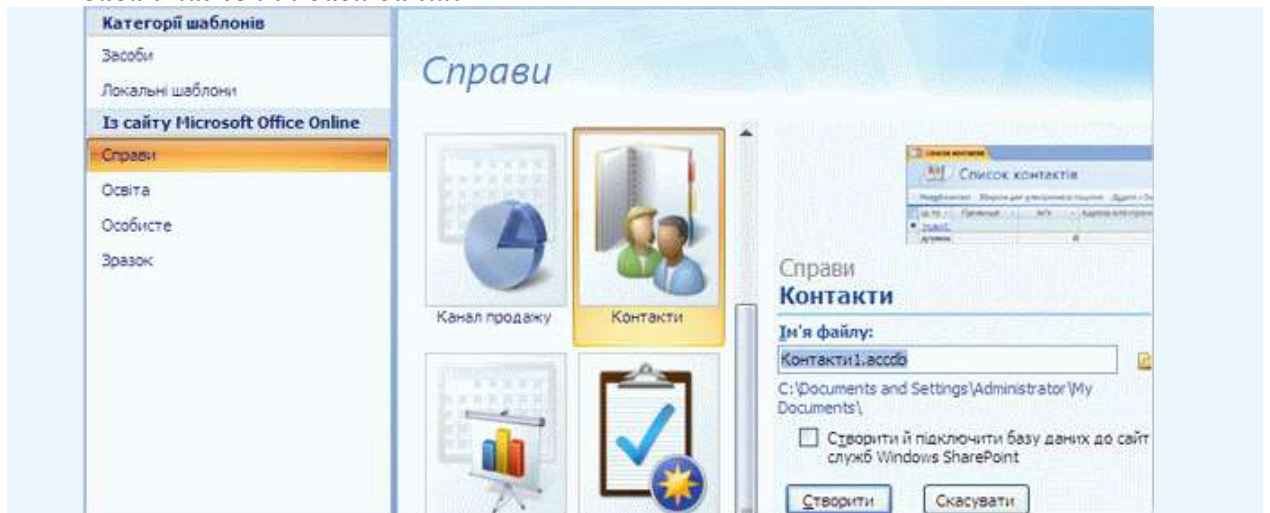 Категорії шаблонів
Засоби
Локальні шаблони
Із сайту Microsoft Office Online
Справи
Освіта
Особисте
Зразок
Справи
Канал продажу
Контакти
Список контактів
Справи
Контакти
Ім'я файлу:
Контакти1.accdb
C:\Documents and Settings\Administrator\My
Documents\
Створити й підключити базу даних до сайт
служб Windows SharePoint
Створити
Скасувати